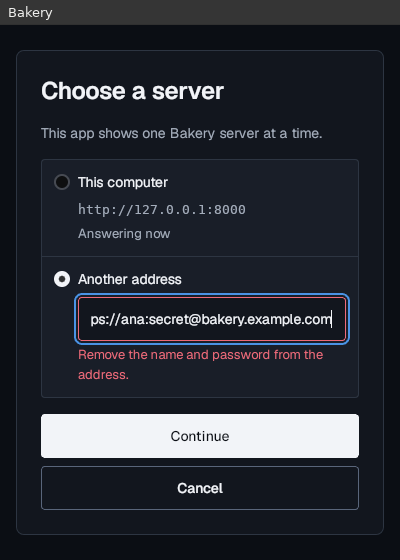 Bakery
Choose a server
This app shows one Bakery server at a time.
This computer
http://127.0.0.1:8000
Answering now
Another address
ps://ana:secret@bakery.example.com
Remove the name and password from the
address.
Continue
Cancel